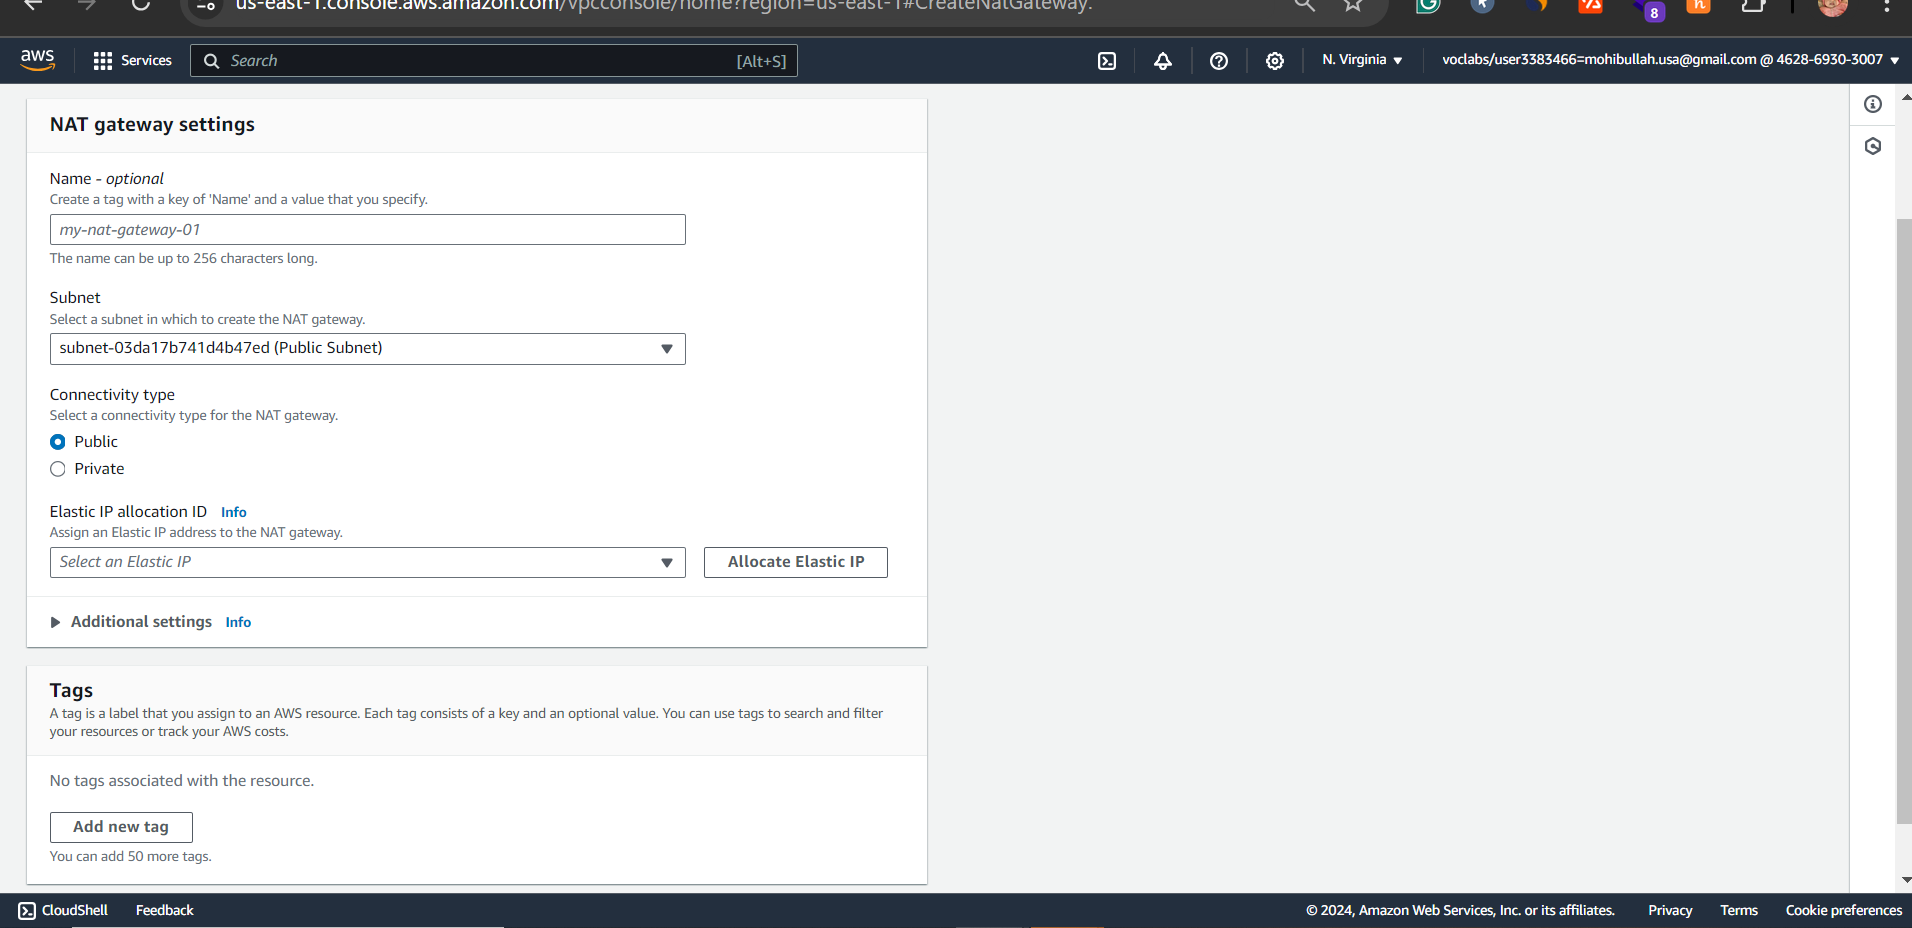 us-east-1.console.aws.amazon.com/vpcconsole/home?region=us-east-1#CreateNatGateway:
8
aws
Services
Search
[Alt+S]
N. Virginia
voclabs/user3383466=mohibullah.usa@gmail.com @ 4628-6930-3007
NAT gateway settings
Name - optional
Create a tag with a key of 'Name' and a value that you specify.
my-nat-gateway-01
The name can be up to 256 characters long.
Subnet
Select a subnet in which to create the NAT gateway.
subnet-03da17b741d4b47ed (Public Subnet)
Connectivity type
Select a connectivity type for the NAT gateway.
Public
Private
Elastic IP allocation ID Info
Assign an Elastic IP address to the NAT gateway.
Select an Elastic IP
Allocate Elastic IP
Additional settings Info
Tags
A tag is a label that you assign to an AWS resource. Each tag consists of a key and an optional value. You can use tags to search and filter
your resources or track your AWS costs.
No tags associated with the resource.
Add new tag
You can add 50 more tags.
CloudShell
Feedback
© 2024, Amazon Web Services, Inc. or its affiliates.
Privacy
Terms
Cookie preferences